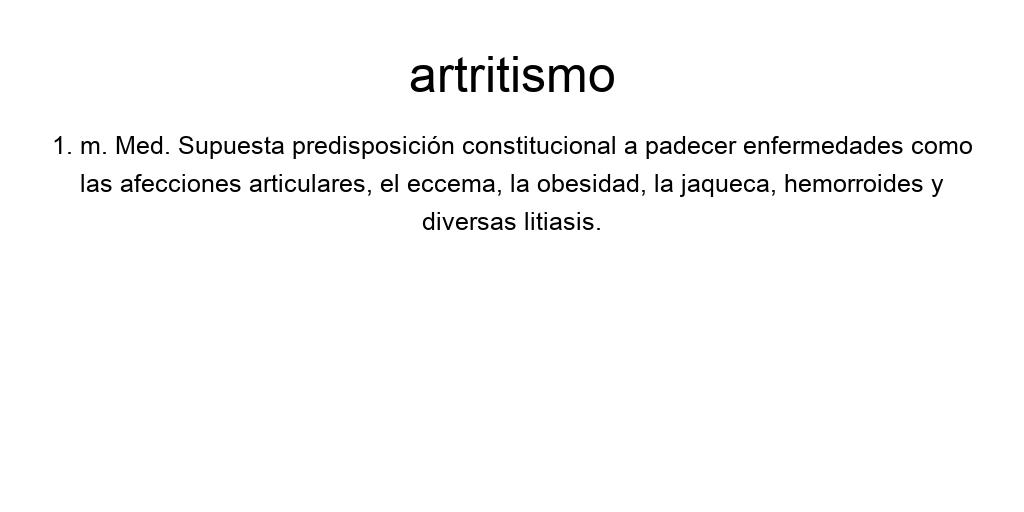 artritismo
1. m. Med. Supuesta predisposición constitucional a padecer enfermedades como
las afecciones articulares, el eccema, la obesidad, la jaqueca, hemorroides y
diversas litiasis.